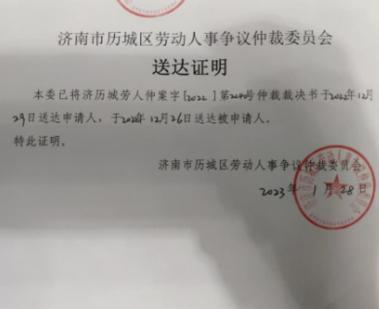 济南市历城区劳动人事争议仲裁委员会
送达证明
本委已将济历城劳人仲案字[2022]第号仲裁裁决书于2022年12月
29日送达申请人，于2022年12月26日送达被申请人。
特此证明。
济南市历城区劳动人事争议仲裁委员会
2023年1月28日